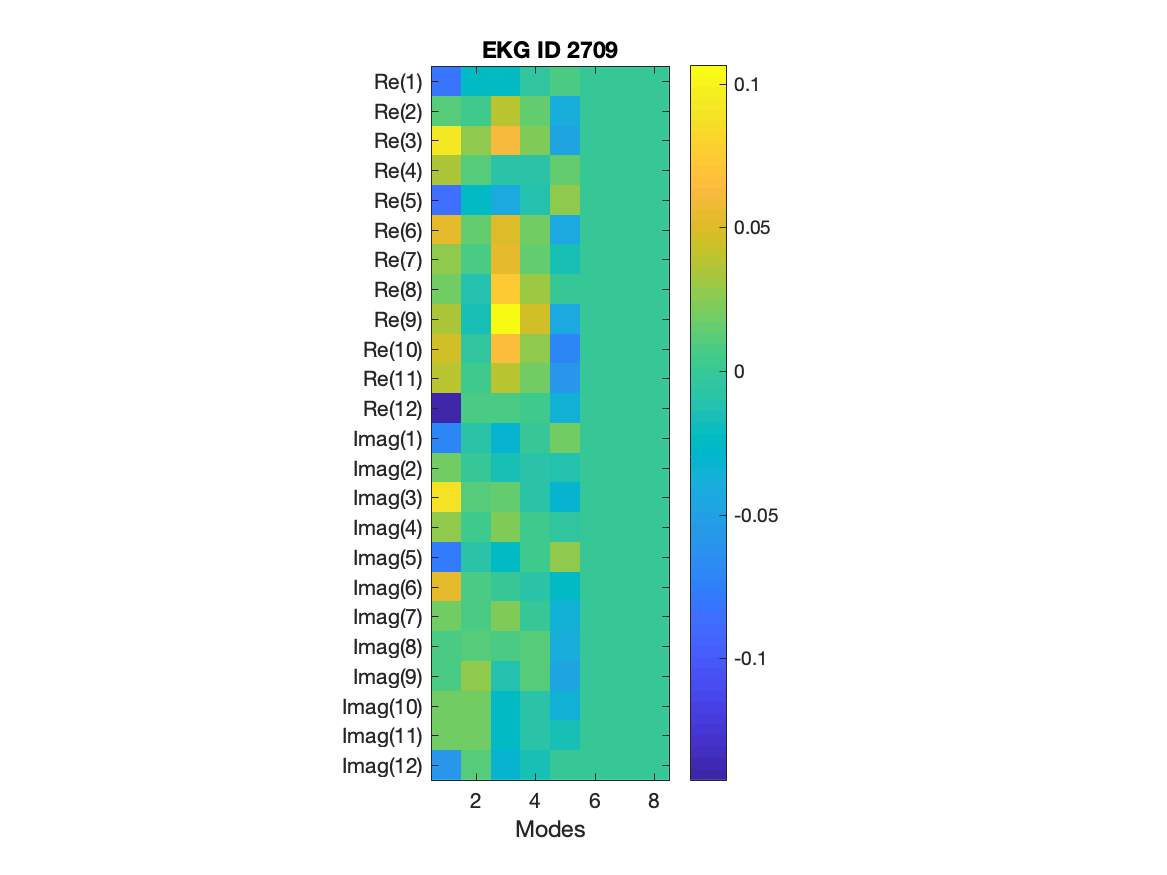 EKG ID 2709
Re(1)
Re(2)
Re(3)
Re(4)
Re(5)
Re(6)
Re(7)
Re(8)
Re(9)
Re(10)
Re(11)
Re(12)
Imag(1)
Imag(2)
Imag(3)
Imag(4)
Imag(5)
Imag(6)
Imag(7)
Imag(8)
Imag(9)
Imag(10)
Imag(11)
Imag(12)
2 4 6 8
Modes
0.1
0.05
0
-0.05
-0.1